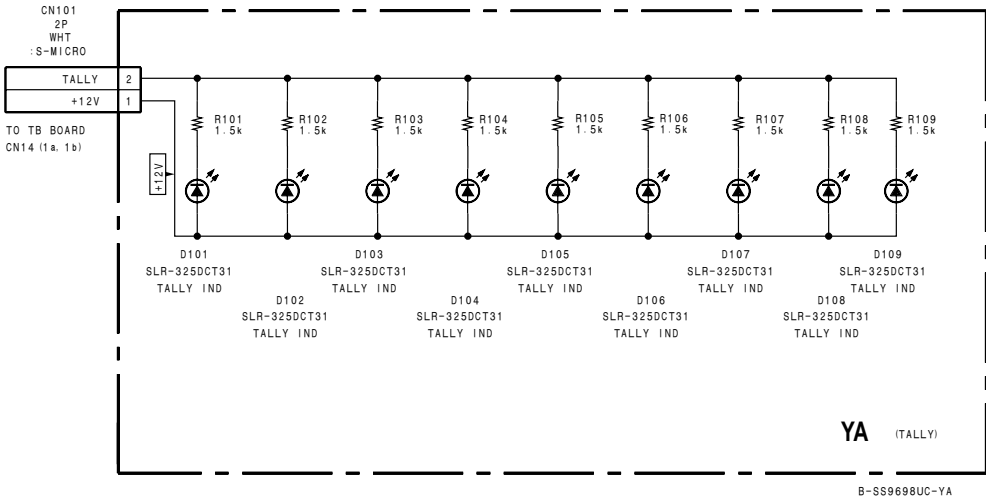 CN101
2P
WHT
:S-MICRO
TALLY 2
+12V 1
TO TB BOARD
CN14 (1a, 1b)
+12V
R101
1.5k
R102
1.5k
R103
1.5k
R104
1.5k
R105
1.5k
R106
1.5k
R107
1.5k
R108
1.5k
R109
1.5k
D101
SLR-325DCT31
TALLY IND
D103
SLR-325DCT31
TALLY IND
D105
SLR-325DCT31
TALLY IND
D107
SLR-325DCT31
TALLY IND
D109
SLR-325DCT31
TALLY IND
D102
SLR-325DCT31
TALLY IND
D104
SLR-325DCT31
TALLY IND
D106
SLR-325DCT31
TALLY IND
D108
SLR-325DCT31
TALLY IND
YA (TALLY)
B-SS9698UC-YA